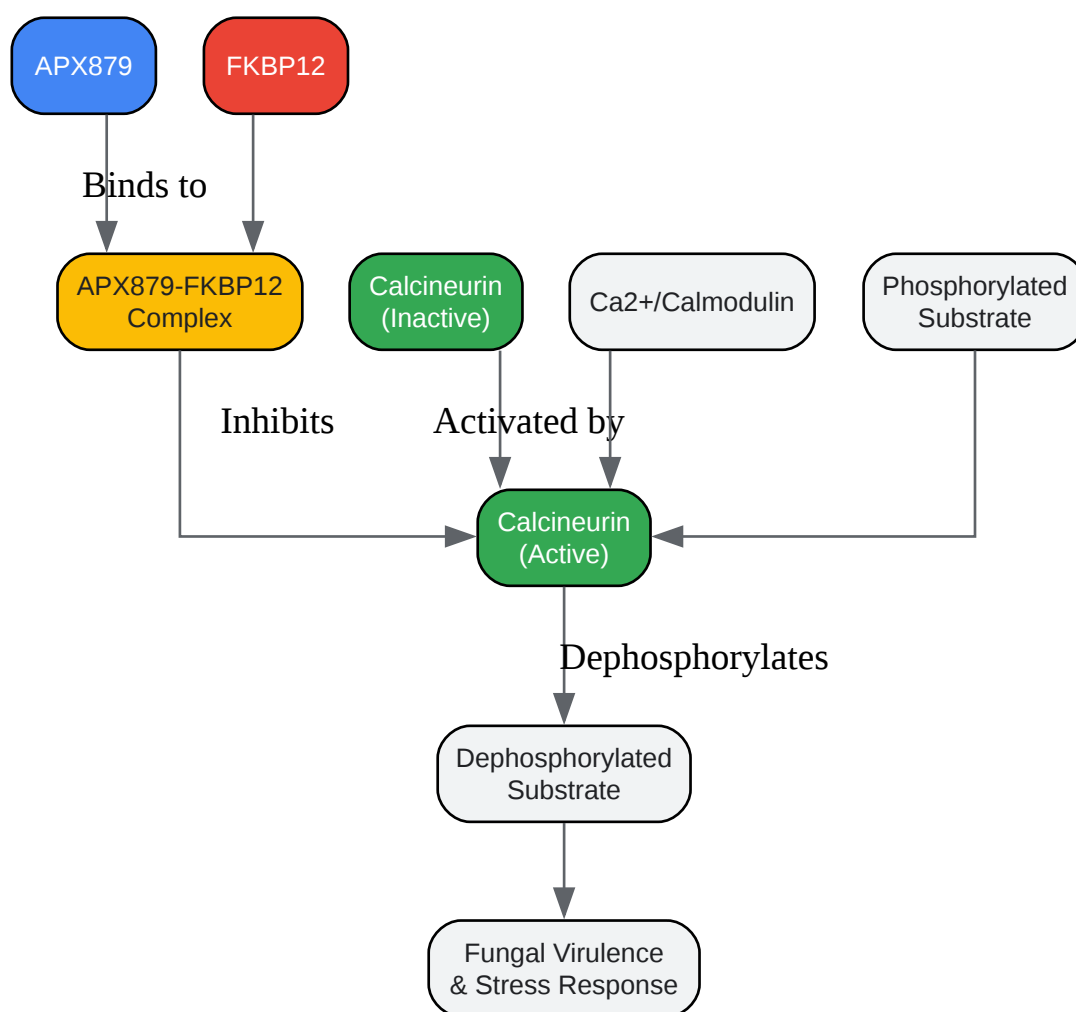 APX879
FKBP12
Binds to
APX879-FKBP12
Complex
Calcineurin
(Inactive)
Ca2+/Calmodulin
Phosphorylated
Substrate
Inhibits
Activated by
Calcineurin
(Active)
Dephosphorylates
Dephosphorylated
Substrate
Fungal Virulence
& Stress Response